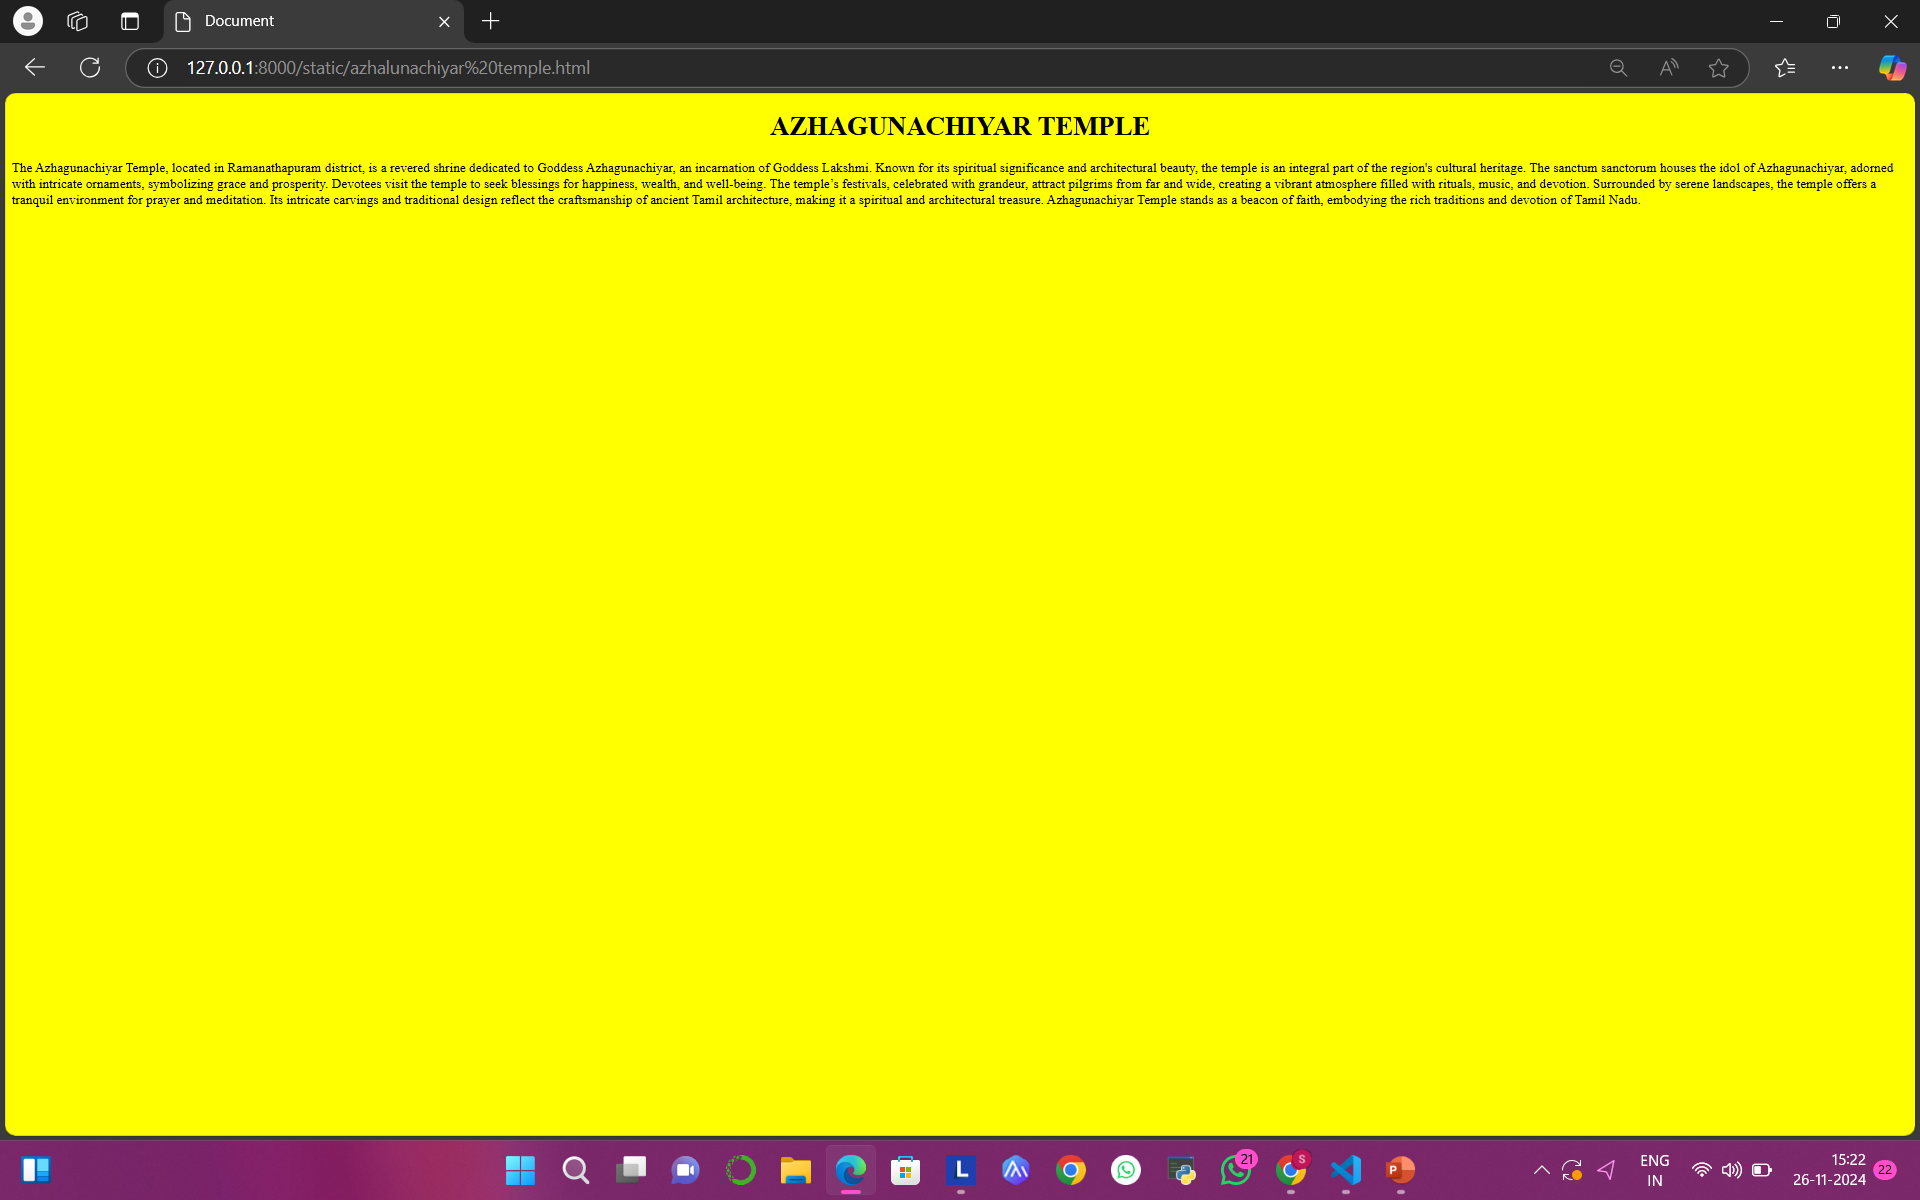 Document
127.0.0.1:8000/static/azhalunachiyar%20temple.html
AZHAGUNACHIYAR TEMPLE
The Azhagunachiyar Temple, located in Ramanathapuram district, is a revered shrine dedicated to Goddess Azhagunachiyar, an incarnation of Goddess Lakshmi. Known for its spiritual significance and architectural beauty, the temple is an integral part of the region's cultural heritage. The sanctum sanctorum houses the idol of Azhagunachiyar, adorned
with intricate ornaments, symbolizing grace and prosperity. Devotees visit the temple to seek blessings for happiness, wealth, and well-being. The temple’s festivals, celebrated with grandeur, attract pilgrims from far and wide, creating a vibrant atmosphere filled with rituals, music, and devotion. Surrounded by serene landscapes, the temple offers a
tranquil environment for prayer and meditation. Its intricate carvings and traditional design reflect the craftsmanship of ancient Tamil architecture, making it a spiritual and architectural treasure. Azhagunachiyar Temple stands as a beacon of faith, embodying the rich traditions and devotion of Tamil Nadu.
L
21
S
P
ENG
IN
15:22
26-11-2024
22